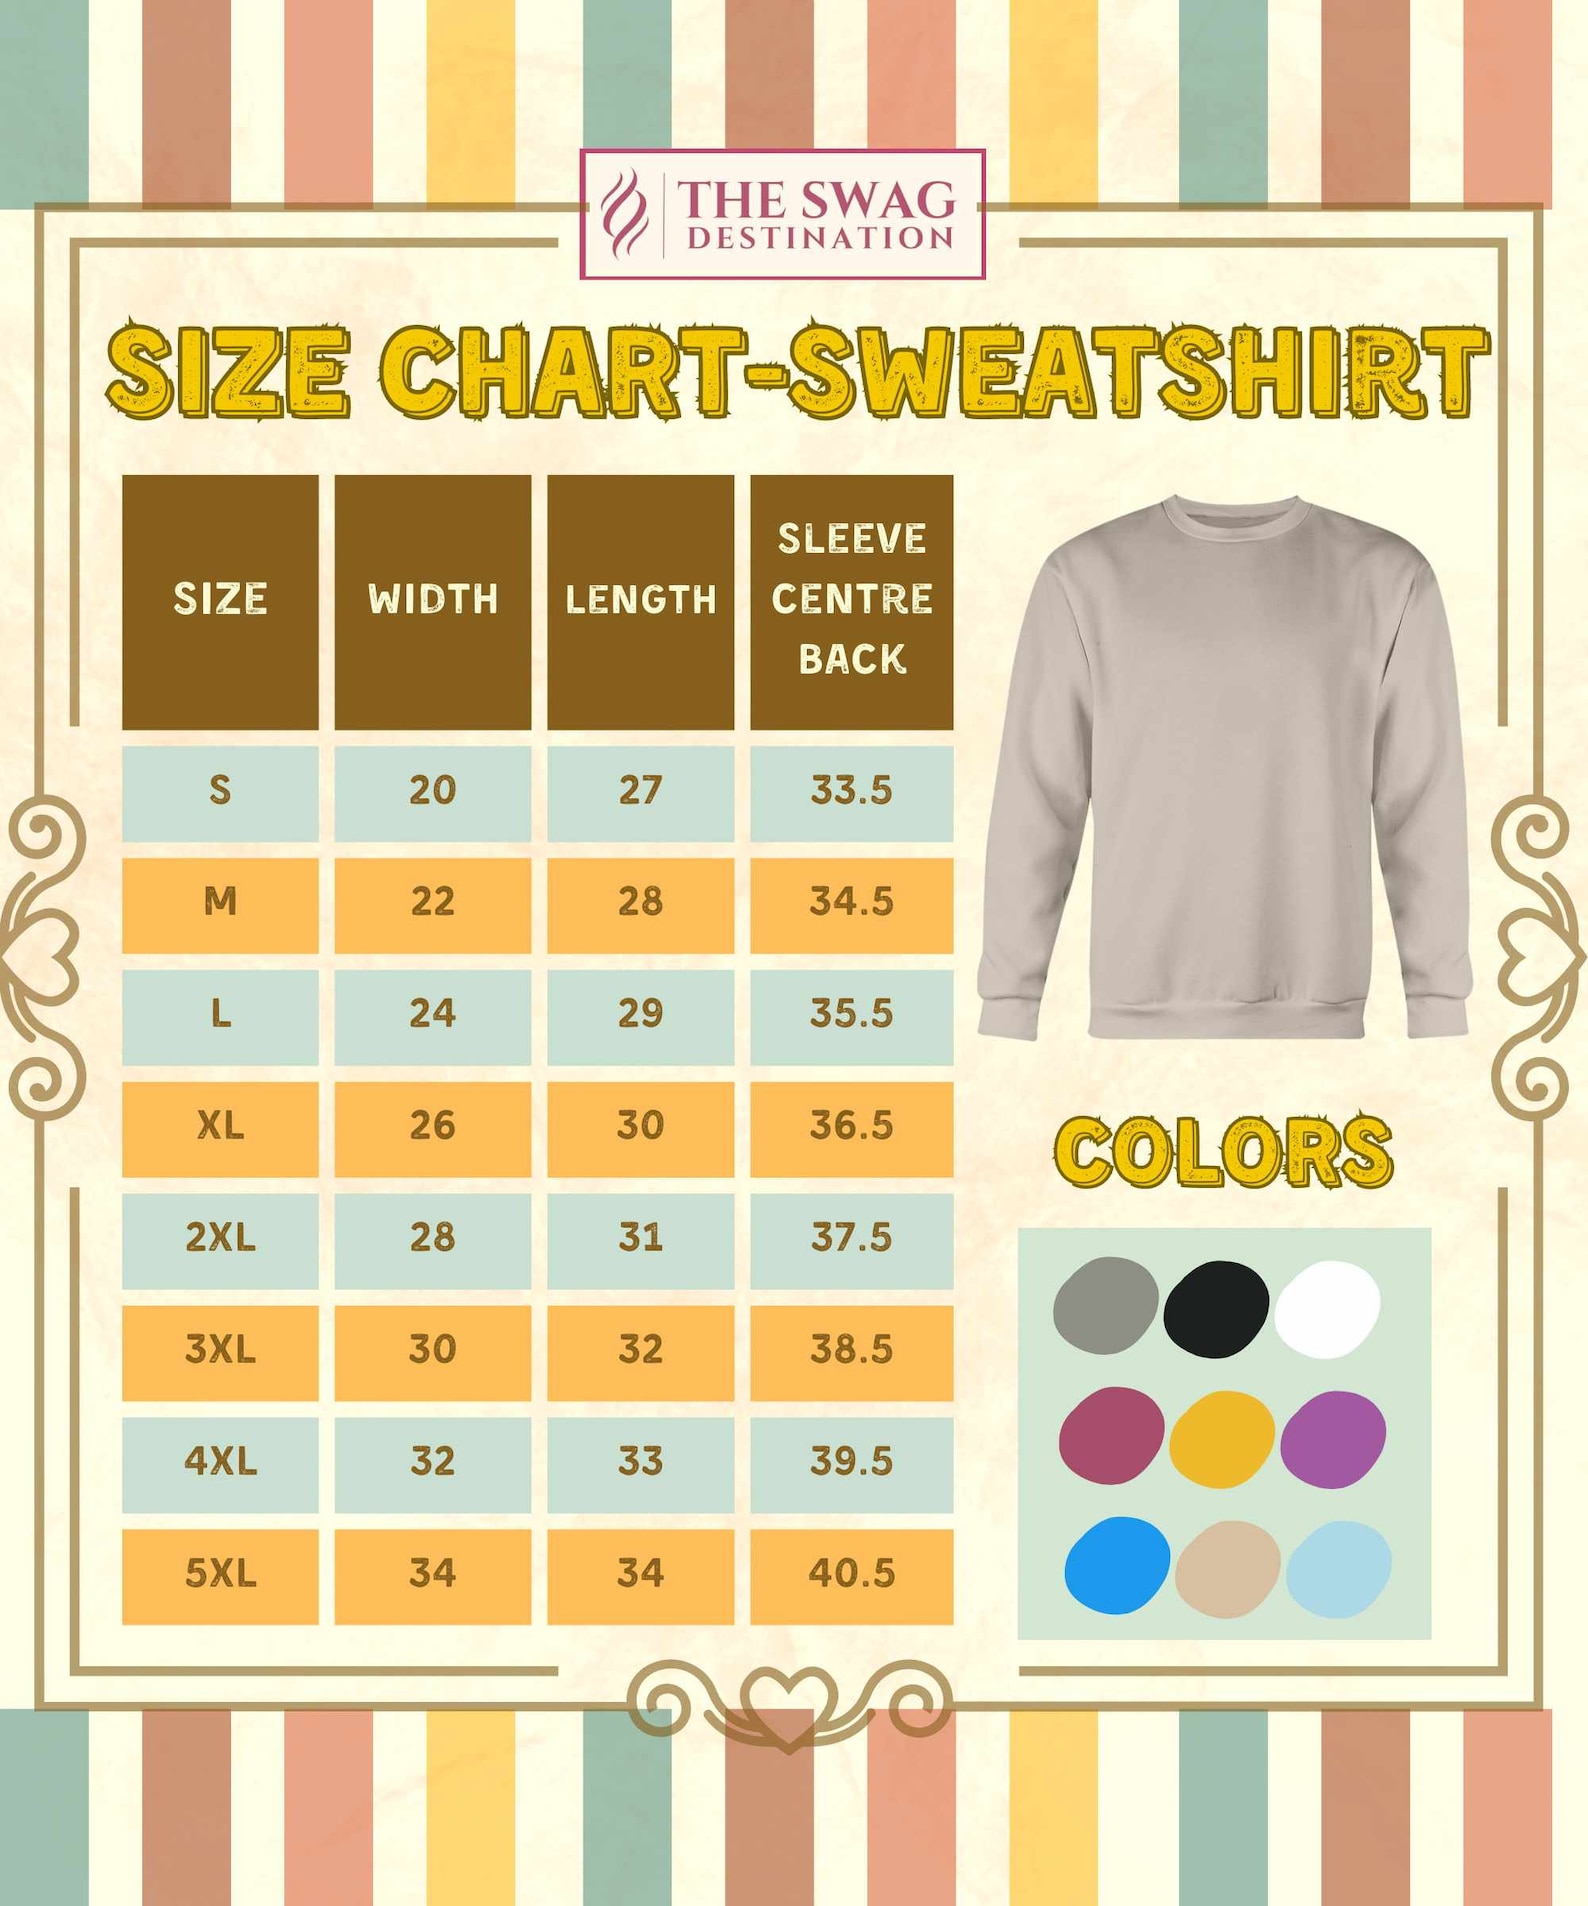 THE SWAG
DESTINATION
SIZE CHART-SWEATSHIRT
SIZE WIDTH LENGTH SLEEVE CENTRE BACK
S 20 27 33.5
M 22 28 34.5
L 24 29 35.5
XL 26 30 36.5
2XL 28 31 37.5
3XL 30 32 38.5
4XL 32 33 39.5
5XL 34 34 40.5
COLORS